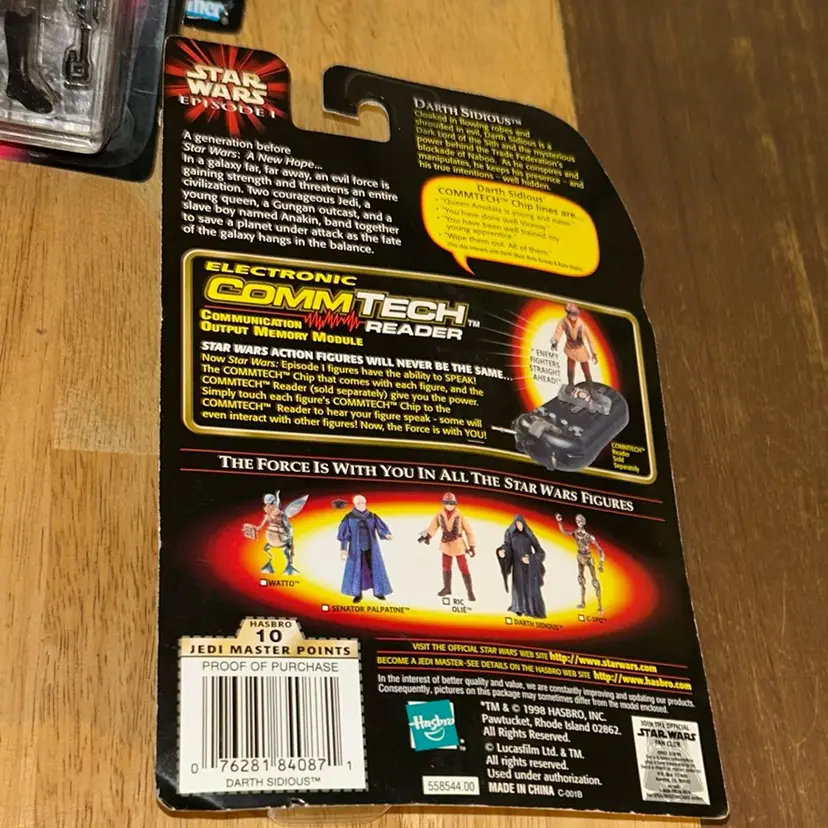 ner
STAR
WARS
EPISODE I
A generation before
Star Wars: A New Hope...
In a galaxy far, far away, an evil force is
gaining strength and threatens an entire
civilization. Two courageous Jedi, a
young queen, a Gungan outcast, and a
slave boy named Anakin, band together
to save a planet under attack as the fate
of the galaxy hangs in the balance.
DARTH SIDIOUS™
Cloaked in flowing robes and
shrouded in evil, Darth Sidious is a
Dark Lord of the Sith and the mysterious
power behind the Trade Federation's
blockade of Naboo. As he conspires and
manipulates, he keeps his presence - and
his true intentions - well hidden.
Darth Sidious'
COMMTECH™ Chip lines are...
• "Queen Amidala is young and naive."
• "You have done well Viceroy."
• "You have been well trained my
young apprentice."
• "Wipe them out. All of them."
ELECTRONIC
COMMTECH™
READER
COMMUNICATION
OUTPUT MEMORY MODULE
STAR WARS ACTION FIGURES WILL NEVER BE THE SAME...
Now Star Wars: Episode I figures have the ability to SPEAK!
The COMMTECH™ Chip that comes with each figure, and the
COMMTECH™ Reader (sold separately) give you the power.
Simply touch each figure's COMMTECH™ Chip to the
COMMTECH™ Reader to hear your figure speak - some will
even interact with other figures! Now, the Force is with YOU!
"ENEMY
FIGHTERS
STRAIGHT
AHEAD!"
COMMTECH™
Reader
Sold
Separately
THE FORCE IS WITH YOU IN ALL THE STAR WARS FIGURES
WATTO™
SENATOR PALPATINE™
RIC
OLIÉ™
DARTH SIDIOUS™
C-3PO™
HASBRO
10
JEDI MASTER POINTS
PROOF OF PURCHASE
0 76281 84087 1
DARTH SIDIOUS™
VISIT THE OFFICIAL STAR WARS WEB SITE http://www.starwars.com
BECOME A JEDI MASTER-SEE DETAILS ON THE HASBRO WEB SITE http://www.hasbro.com
In the interest of better quality and value, we are constantly improving and updating our products.
Consequently, pictures on this package may sometimes differ from the model enclosed.
Hasbro
558544.00
*TM & © 1998 HASBRO, INC.
Pawtucket, Rhode Island 02862.
All Rights Reserved.
© Lucasfilm Ltd. & TM.
All rights reserved.
Used under authorization.
MADE IN CHINA C-001B
JOIN THE OFFICIAL
STAR WARS
FAN CLUB